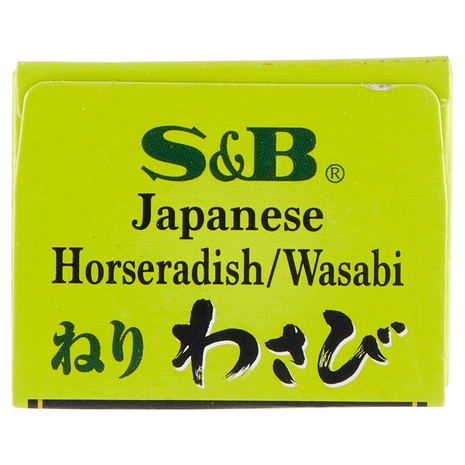 S&B®
Japanese
Horseradish/Wasabi
ねり わさび